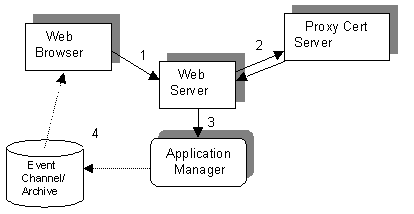 Web
Browser
1
2
Proxy Cert
Server
Web
Server
3
4
Application
Manager
Event
Channel/
Archive